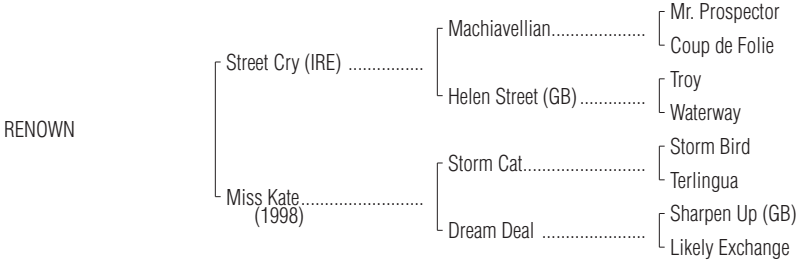 Mr. Prospector
Machiavellian....................
Coup de Folie
Street Cry (IRE) ................
Troy
Helen Street (GB)..............
Waterway
RENOWN
Storm Bird
Storm Cat..........................
Terlingua
Miss Kate..........................
(1998)
Sharpen Up (GB)
Dream Deal ......................
Likely Exchange